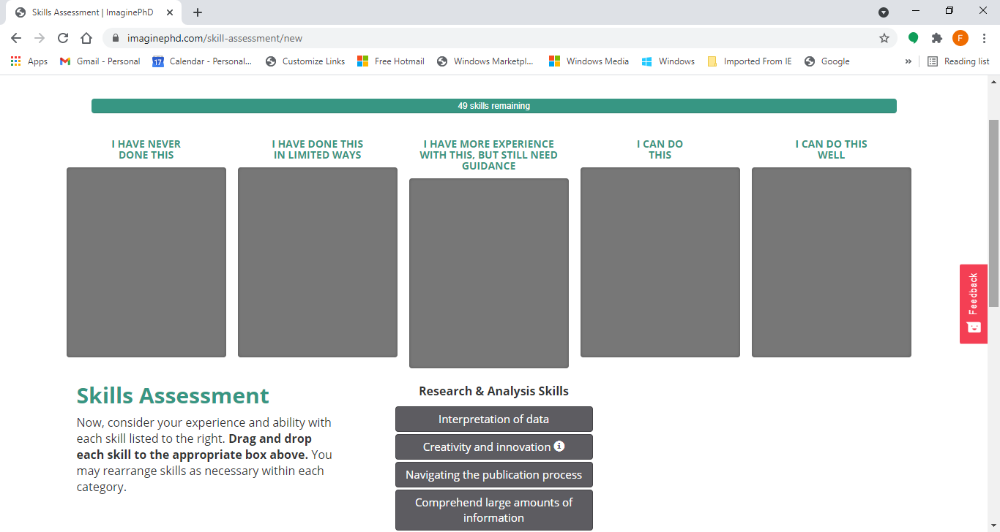 Skills Assessment | ImaginePhD
imaginephd.com/skill-assessment/new
F
Apps
Gmail - Personal
17
Calendar - Personal...
Customize Links
Free Hotmail
Windows Marketpl...
Windows Media
Windows
Imported From IE
Google
»
Reading list
49 skills remaining
I HAVE NEVER
DONE THIS
I HAVE DONE THIS
IN LIMITED WAYS
I HAVE MORE EXPERIENCE
WITH THIS, BUT STILL NEED
GUIDANCE
I CAN DO
THIS
I CAN DO THIS
WELL
Feedback
Skills Assessment
Now, consider your experience and ability with
each skill listed to the right. Drag and drop
each skill to the appropriate box above. You
may rearrange skills as necessary within each
category.
Research & Analysis Skills
Interpretation of data
Creativity and innovation
Navigating the publication process
Comprehend large amounts of
information